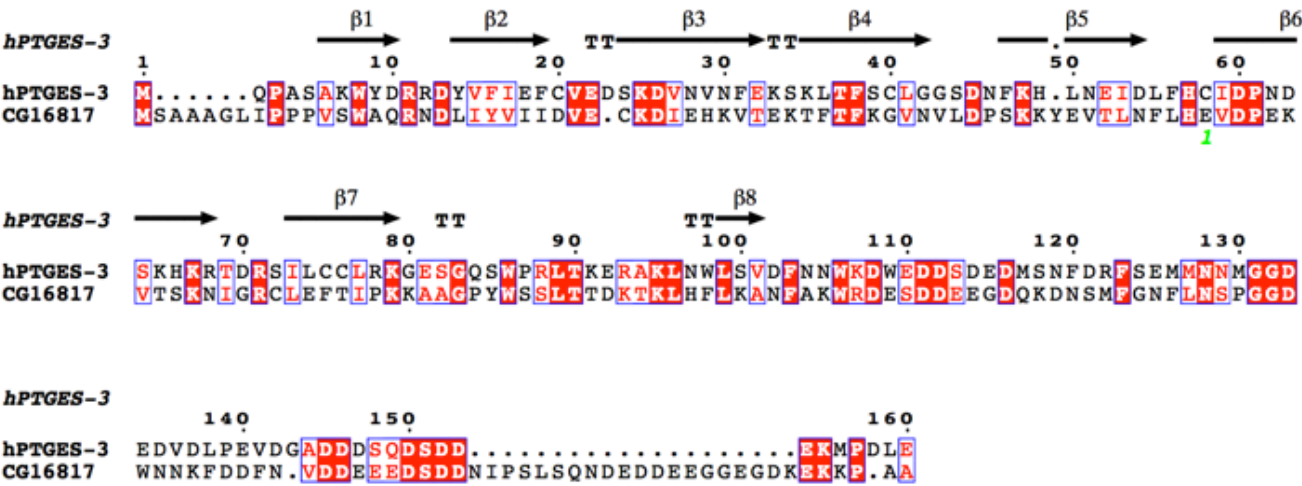 β1 β2 β3 β4 β5 β6
hPTGES-3 TT TT .
1 10 20 30 40 50 60
hPTGES-3 M......QPASAKWYDRRDYVFIEFCVEDSKDVNVNFEKSKLTFSCLGGSDNFKH.LNEIDLFHCIDPND
CG16817 MSAAAGLIPPPVSWAQRNDLIYVIIDVE.CKDIEHKVTEKTFTFKGVNVLDPSKKYEVTLNFLHEVDPEK
1
β7 β8
hPTGES-3 TT TT
70 80 90 100 110 120 130
hPTGES-3 SKHKRTDRSILCCLRKGESGQSWPRLTKERAKLNWLSVDFNNWKDWEDDSDEDMSNFDRFSEMMNNMGGD
CG16817 VTSKNIGRCLEFTIPKKAAGPYWSSLTTDKTKLHFLKANFAKWRDESDDEEGDQKDNSMFGNFLNSPGGD
hPTGES-3
140 150 160
hPTGES-3 EDVDLPEVDGADDDSQDSDD....................EKMPDLE
CG16817 WNNKFDDFN.VDDEEEDSDDNIPSLSQNDEDDEEGGEGDKEKKP.AA